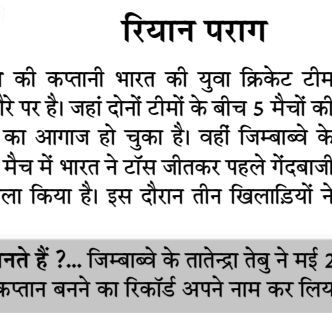 रियान पराग
की कप्तानी भारत की युवा क्रिकेट टीम
पर है। जहां दोनों टीमों के बीच 5 मैचों की
का आगाज हो चुका है। वहीं जिम्बाब्वे के
मैच में भारत ने टॉस जीतकर पहले गेंदबाजी
किया है। इस दौरान तीन खिलाड़ियों ने
हैं ?... जिम्बाब्वे के तातेन्द्रा तेबु ने मई 2
कप्तान बनने का रिकॉर्ड अपने नाम कर